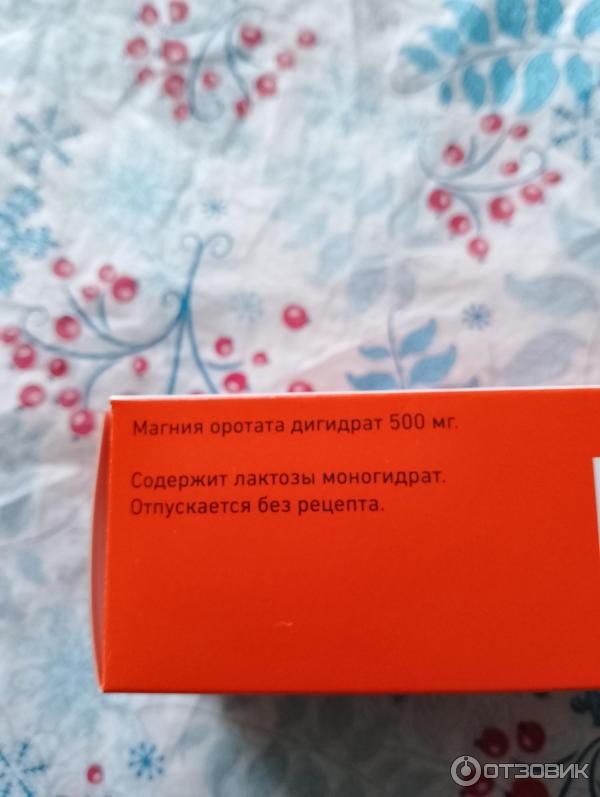 Магния оротата дигидрат 500 мг.
Содержит лактозы моногидрат.
Отпускается без рецепта.
ОТЗОВИК